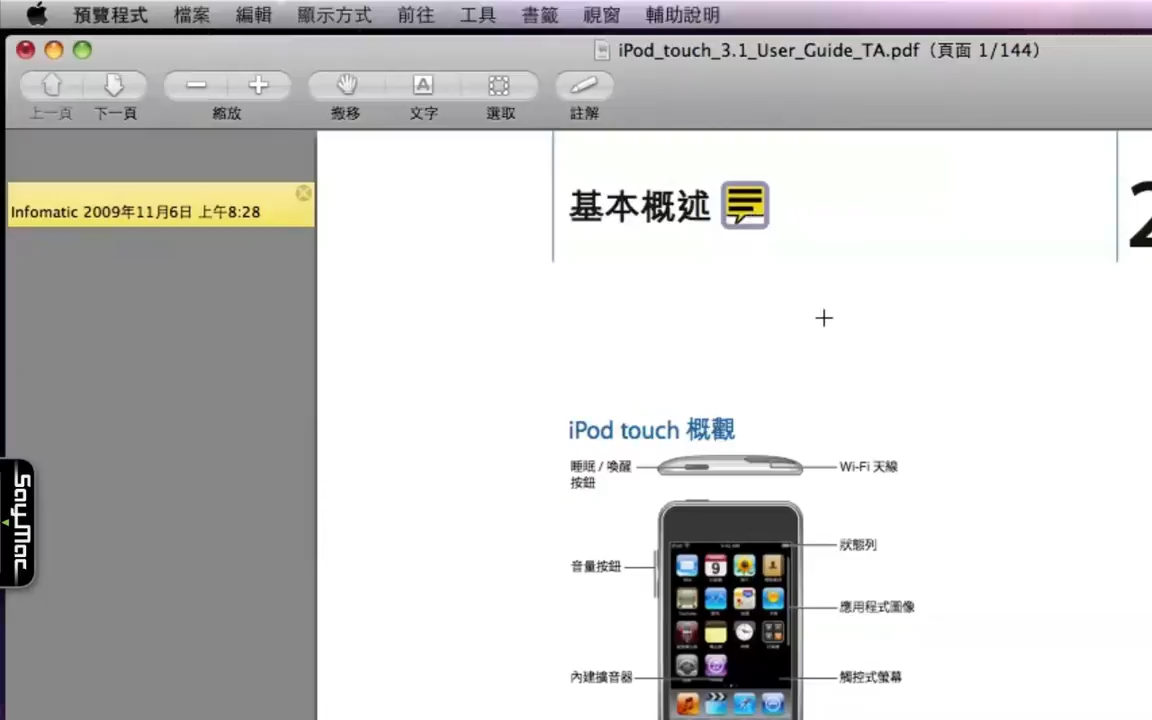 預覽程式 檔案 編輯 顯示方式 前往 工具 書籤 視窗 輔助說明
iPod_touch_3.1_User_Guide_TA.pdf（頁面 1/144）
上一頁 下一頁 縮放 搬移 文字 選取 註解
Infomatic 2009年11月6日 上午8:28
基本概述
2
iPod touch 概觀
睡眠 / 喚醒
按鈕
Wi-Fi 天線
狀態列
音量按鈕
應用程式圖像
內建擴音器
觸控式螢幕
9
SayMac